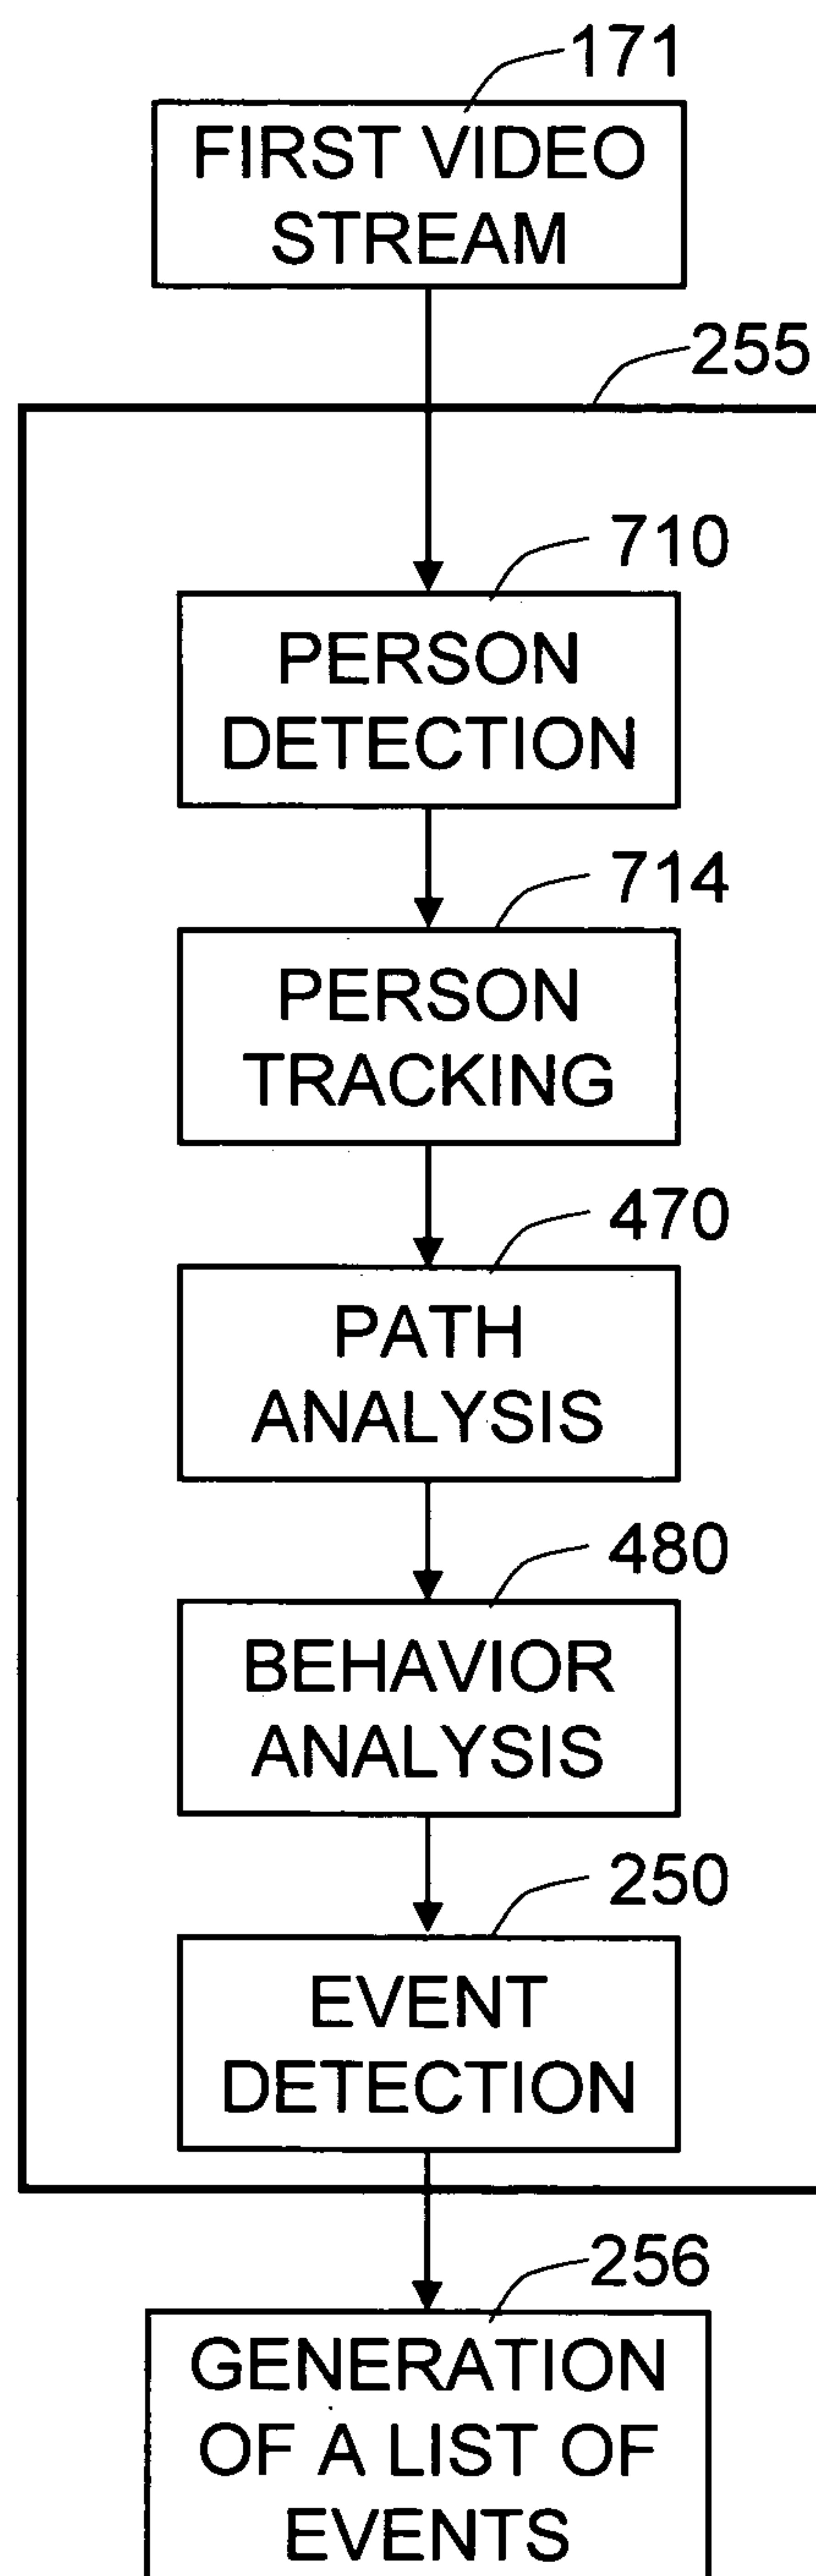 171
FIRST VIDEO
STREAM
255
710
PERSON
DETECTION
714
PERSON
TRACKING
470
PATH
ANALYSIS
480
BEHAVIOR
ANALYSIS
250
EVENT
DETECTION
256
GENERATION
OF A LIST OF
EVENTS